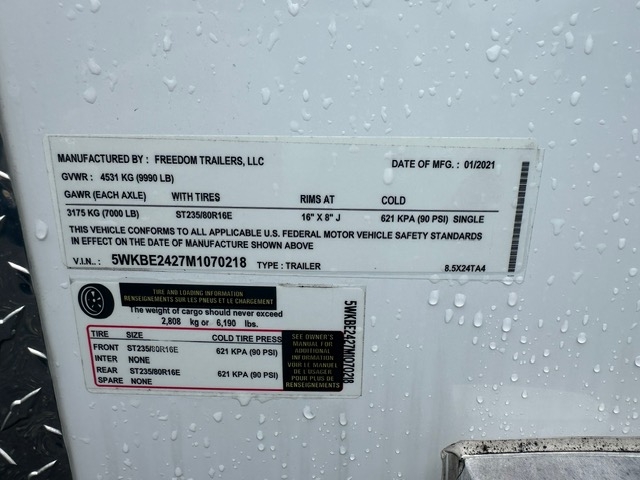 MANUFACTURED BY : FREEDOM TRAILERS, LLC DATE OF MFG. : 01/2021
GVWR : 4531 KG (9990 LB)
GAWR (EACH AXLE) WITH TIRES RIMS AT COLD
3175 KG (7000 LB) ST235/80R16E 16" X 8" J 621 KPA (90 PSI) SINGLE
THIS VEHICLE CONFORMS TO ALL APPLICABLE U.S. FEDERAL MOTOR VEHICLE SAFETY STANDARDS
IN EFFECT ON THE DATE OF MANUFACTURE SHOWN ABOVE
V.I.N.. : 5WKBE2427M1070218 TYPE : TRAILER 8.5X24TA4
TIRE AND LOADING INFORMATION
RENSEIGNEMENTS SUR LES PNEUS ET LE CHARGEMENT
The weight of cargo should never exceed
2,808 kg or 6,190 lbs.
TIRE SIZE COLD TIRE PRESS
FRONT ST235/80R16E 621 KPA (90 PSI)
INTER NONE
REAR ST235/80R16E 621 KPA (90 PSI)
SPARE NONE
SEE OWNER'S
MANUAL FOR
ADDITIONAL
INFORMATION
VOIR LE MANUEL
DE L'USAGER
POUR PLUS DE
RENSEIGNEMENTS
5WKBE2427M1070218